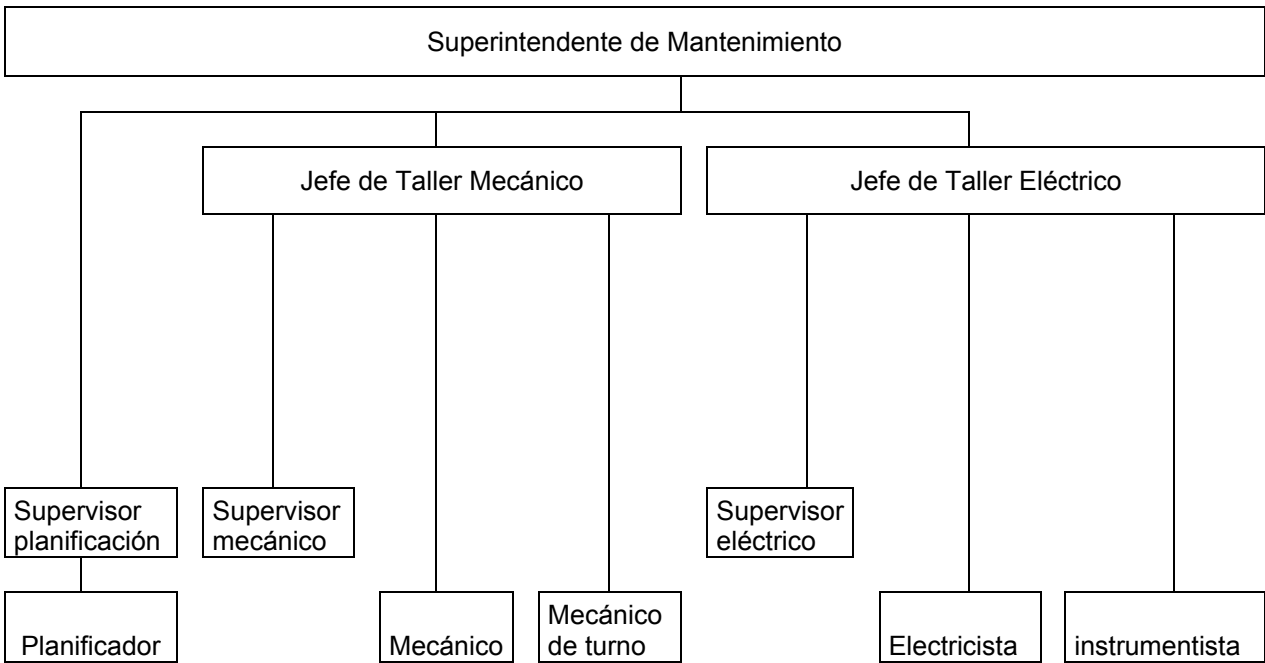 Superintendente de Mantenimiento
Jefe de Taller Mecánico
Jefe de Taller Eléctrico
Supervisor
planificación
Supervisor
mecánico
Supervisor
eléctrico
Planificador
Mecánico
Mecánico
de turno
Electricista
instrumentista